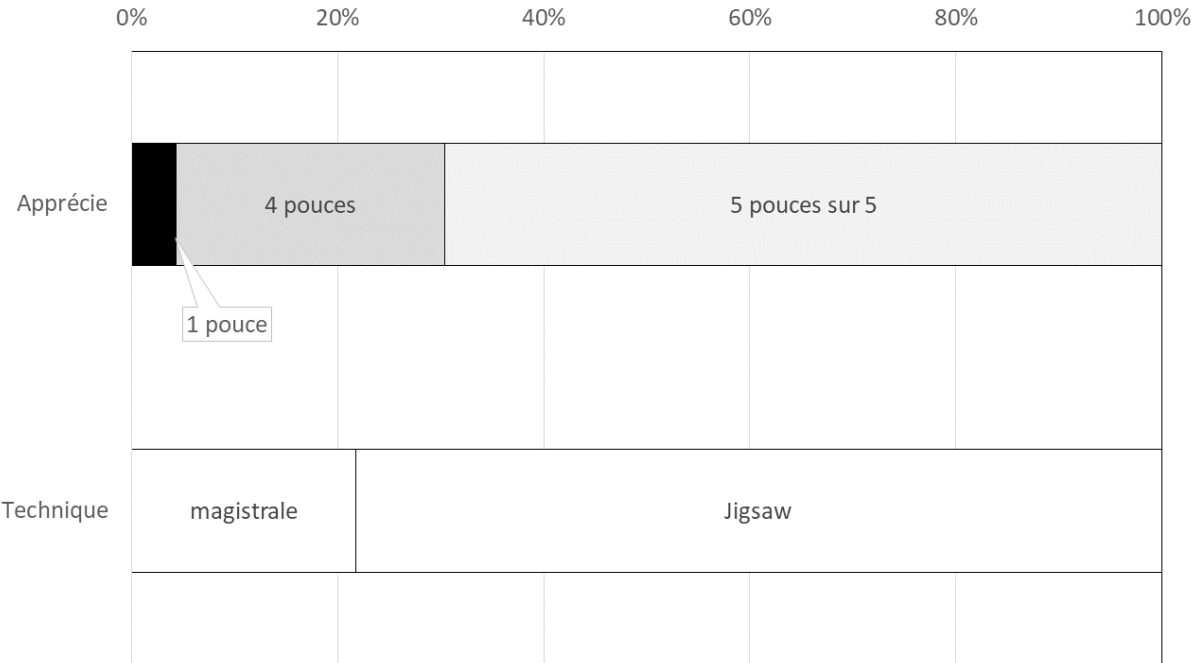 0% 20% 40% 60% 80% 100%
Apprécie
4 pouces
5 pouces sur 5
1 pouce
Technique
magistrale
Jigsaw